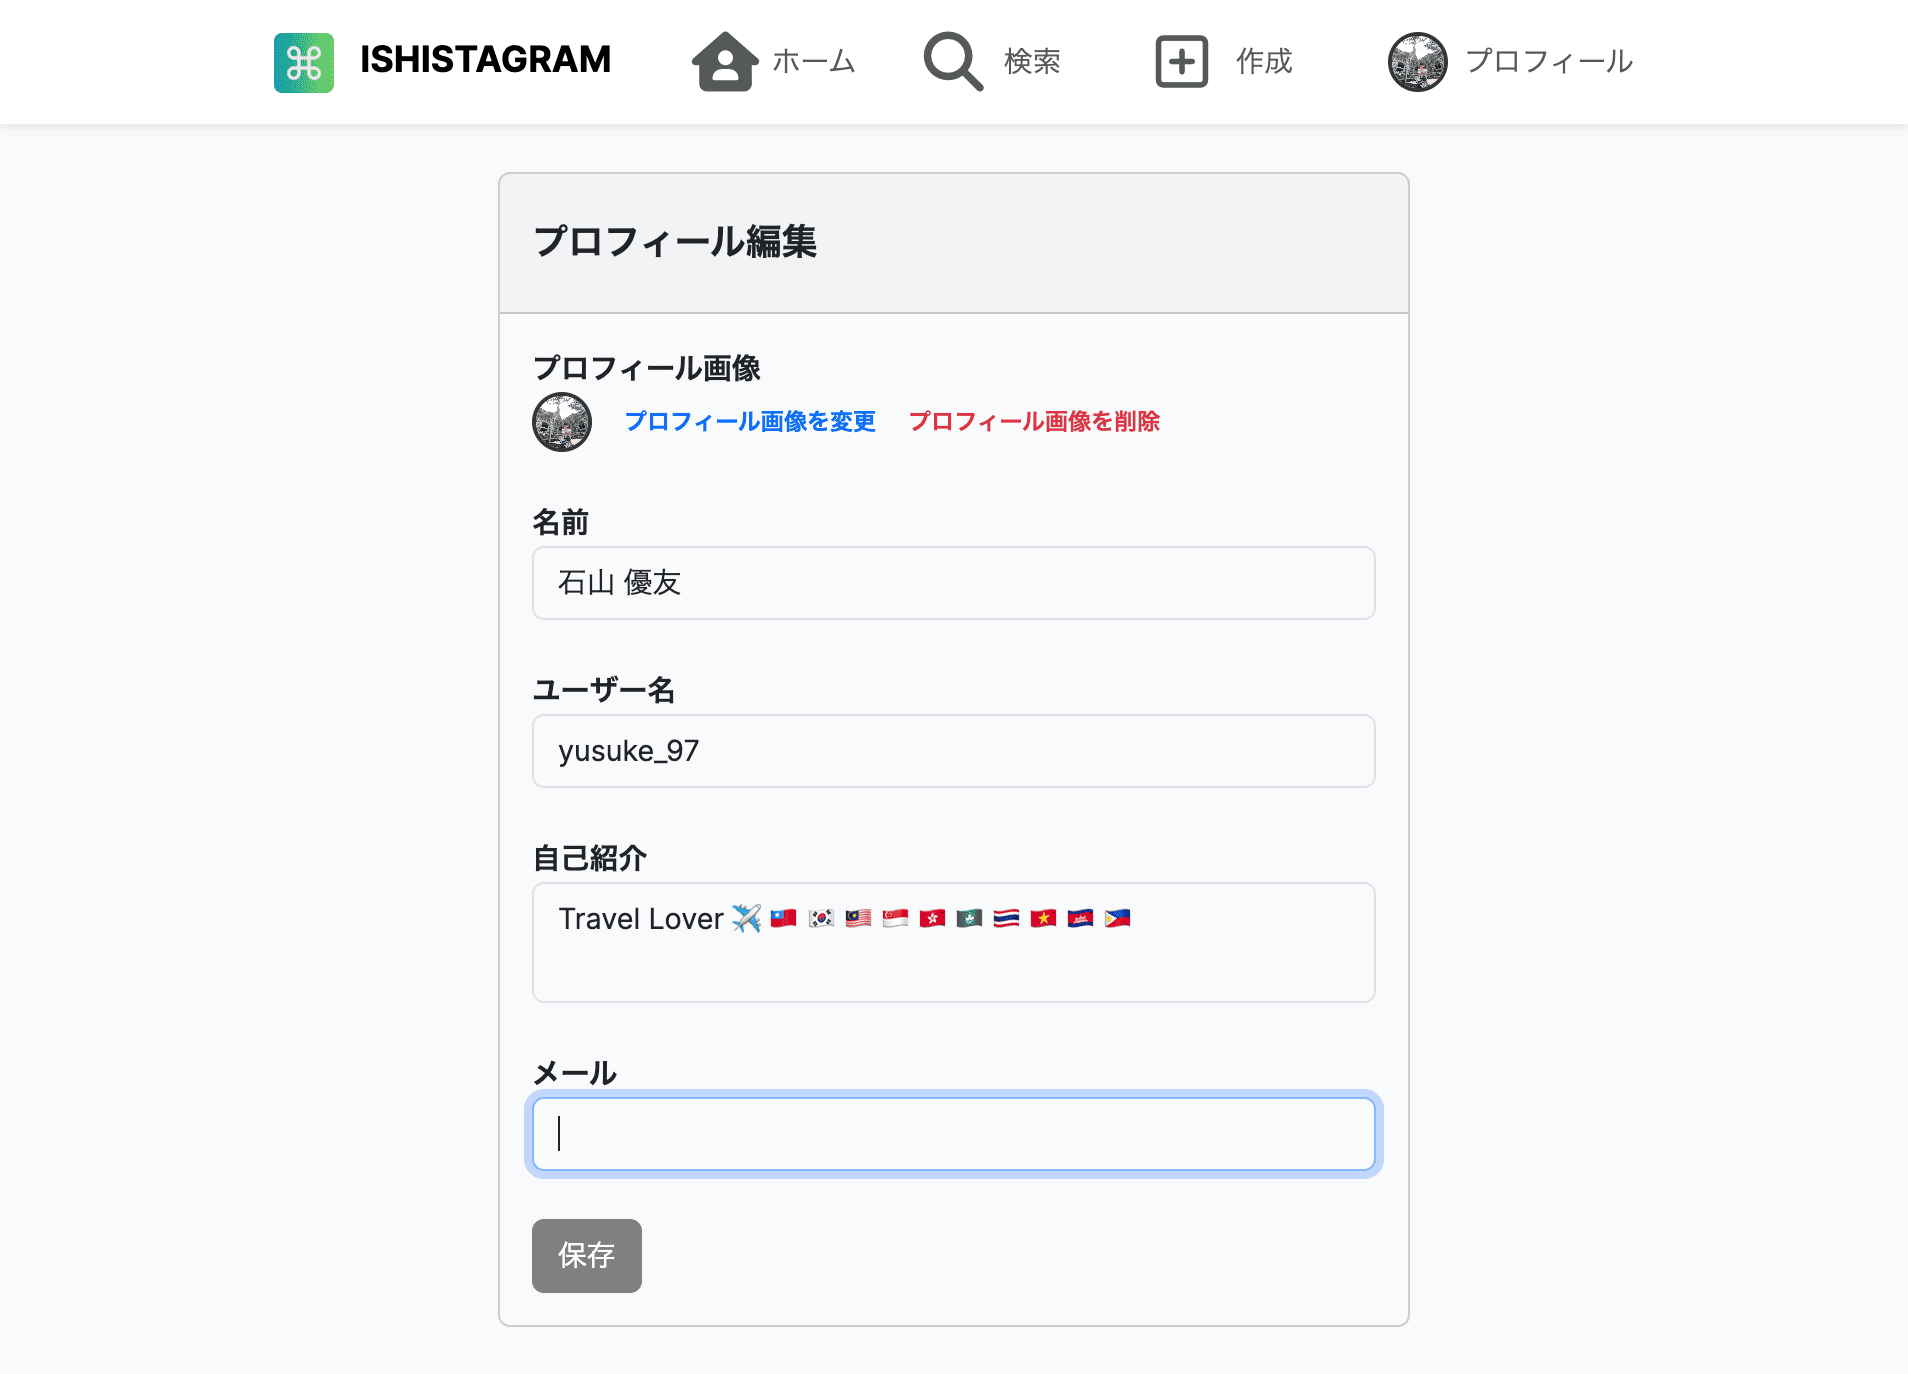 ISHISTAGRAM ホーム 検索 作成 プロフィール
プロフィール編集
プロフィール画像
プロフィール画像を変更 プロフィール画像を削除
名前
石山 優友
ユーザー名
yusuke_97
自己紹介
Travel Lover ✈️ 🇹🇼 🇰🇷 🇲🇾 🇸🇬 🇭🇰 🇲🇴 🇹🇭 🇻🇳 🇰🇭 🇵🇭
メール
保存